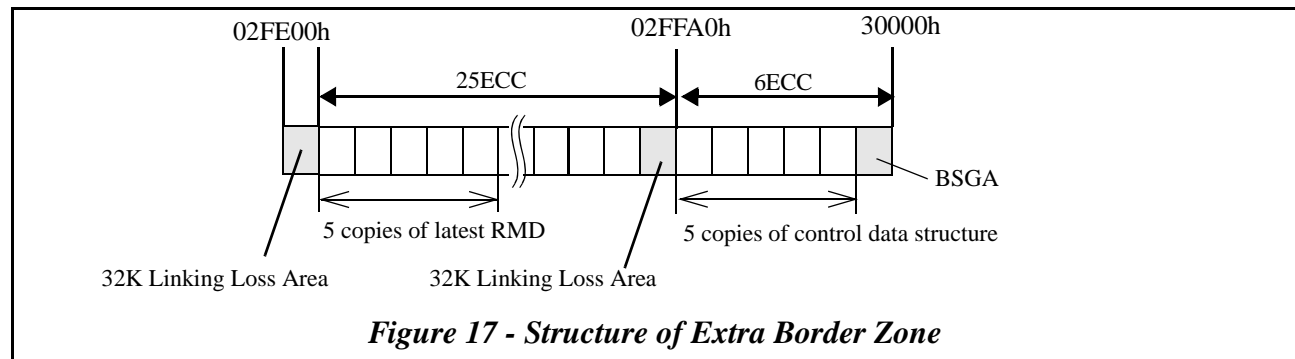 02FE00h 02FFA0h 30000h
25ECC 6ECC
BSGA
5 copies of latest RMD 5 copies of control data structure
32K Linking Loss Area 32K Linking Loss Area
Figure 17 - Structure of Extra Border Zone